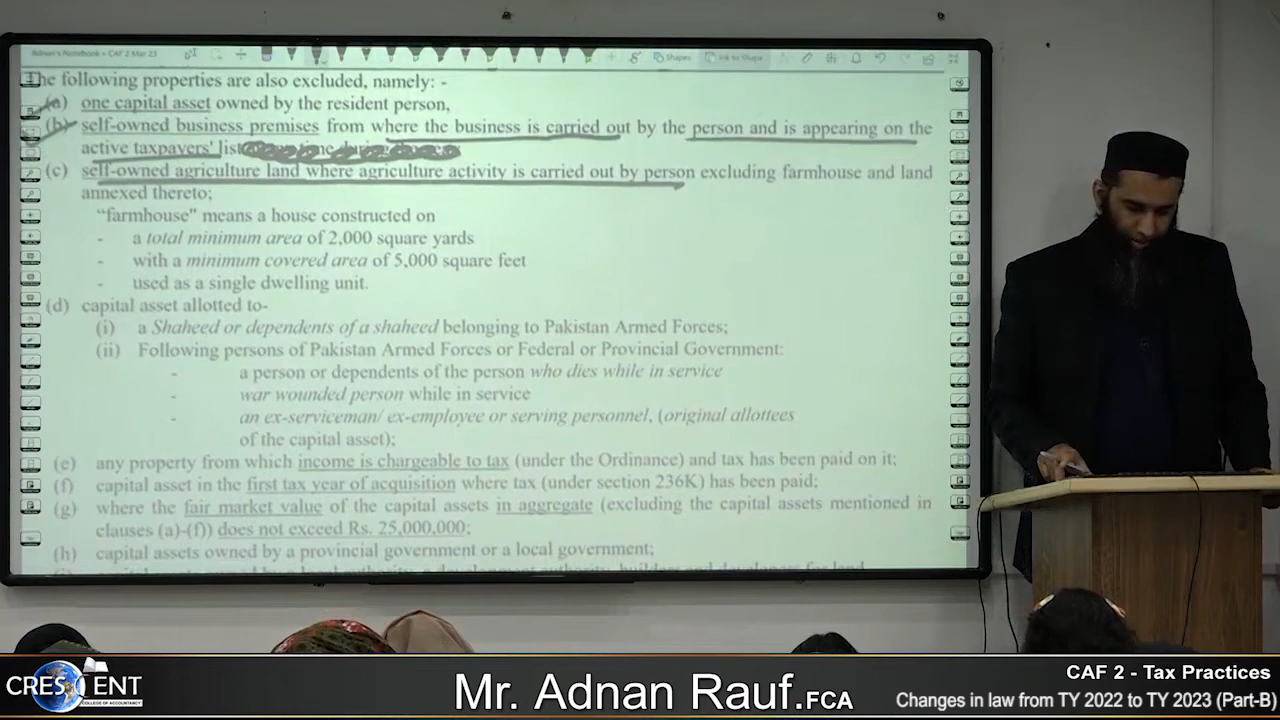 Adnan's Notebook - CAF 2 Mar 23
Shapes
Ink to Shape
The following properties are also excluded, namely: -
(a) one capital asset owned by the resident person,
(b) self-owned business premises from where the business is carried out by the person and is appearing on the
active taxpayers' list
(c) self-owned agriculture land where agriculture activity is carried out by person excluding farmhouse and land
annexed thereto;
"farmhouse" means a house constructed on
- a total minimum area of 2,000 square yards
- with a minimum covered area of 5,000 square feet
- used as a single dwelling unit.
(d) capital asset allotted to-
(i) a Shaheed or dependents of a shaheed belonging to Pakistan Armed Forces;
(ii) Following persons of Pakistan Armed Forces or Federal or Provincial Government:
- a person or dependents of the person who dies while in service
- war wounded person while in service
- an ex-serviceman/ ex-employee or serving personnel, (original allottees
of the capital asset);
(e) any property from which income is chargeable to tax (under the Ordinance) and tax has been paid on it;
(f) capital asset in the first tax year of acquisition where tax (under section 236K) has been paid;
(g) where the fair market value of the capital assets in aggregate (excluding the capital assets mentioned in
clauses (a)-(f)) does not exceed Rs. 25,000,000;
(h) capital assets owned by a provincial government or a local government;
CRESCENT
COLLEGE OF ACCOUNTANCY
Mr. Adnan Rauf.FCA
CAF 2 - Tax Practices
Changes in law from TY 2022 to TY 2023 (Part-B)